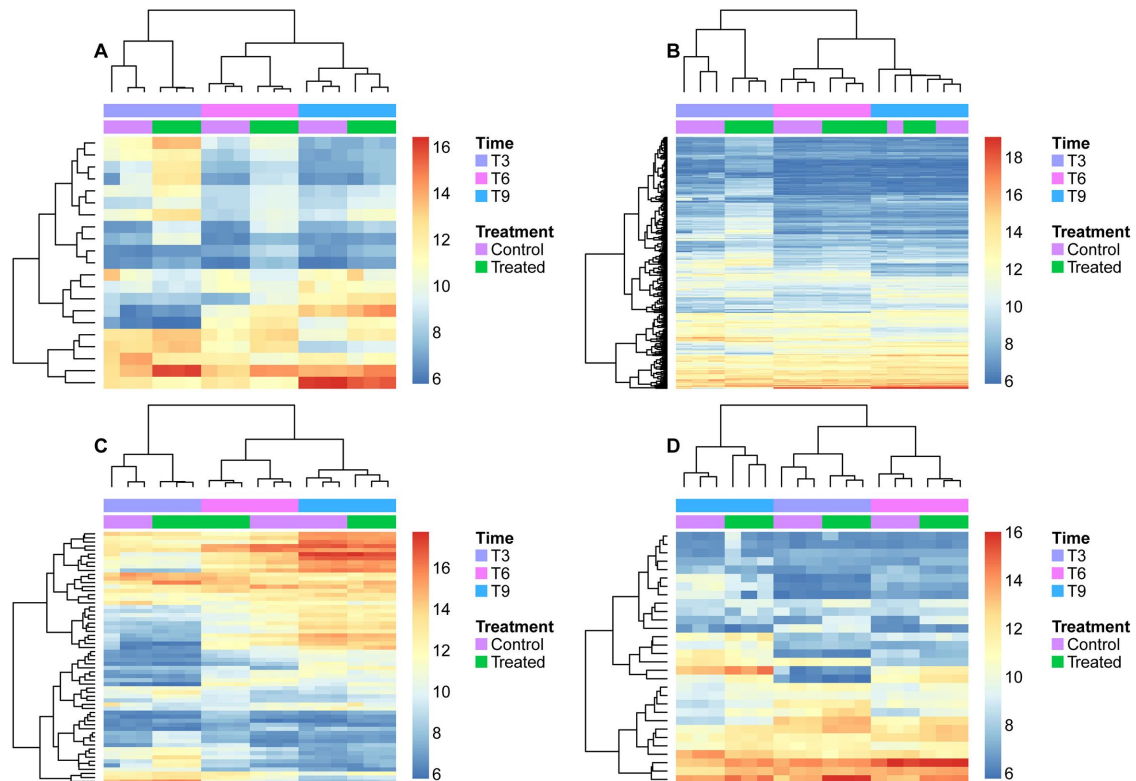 A
Time
T3
T6
T9
Treatment
Control
Treated
16
14
12
10
8
6
B
Time
T3
T6
T9
Treatment
Control
Treated
18
16
14
12
10
8
6
C
Time
T3
T6
T9
Treatment
Control
Treated
16
14
12
10
8
6
D
Time
T3
T6
T9
Treatment
Control
Treated
16
14
12
10
8
6